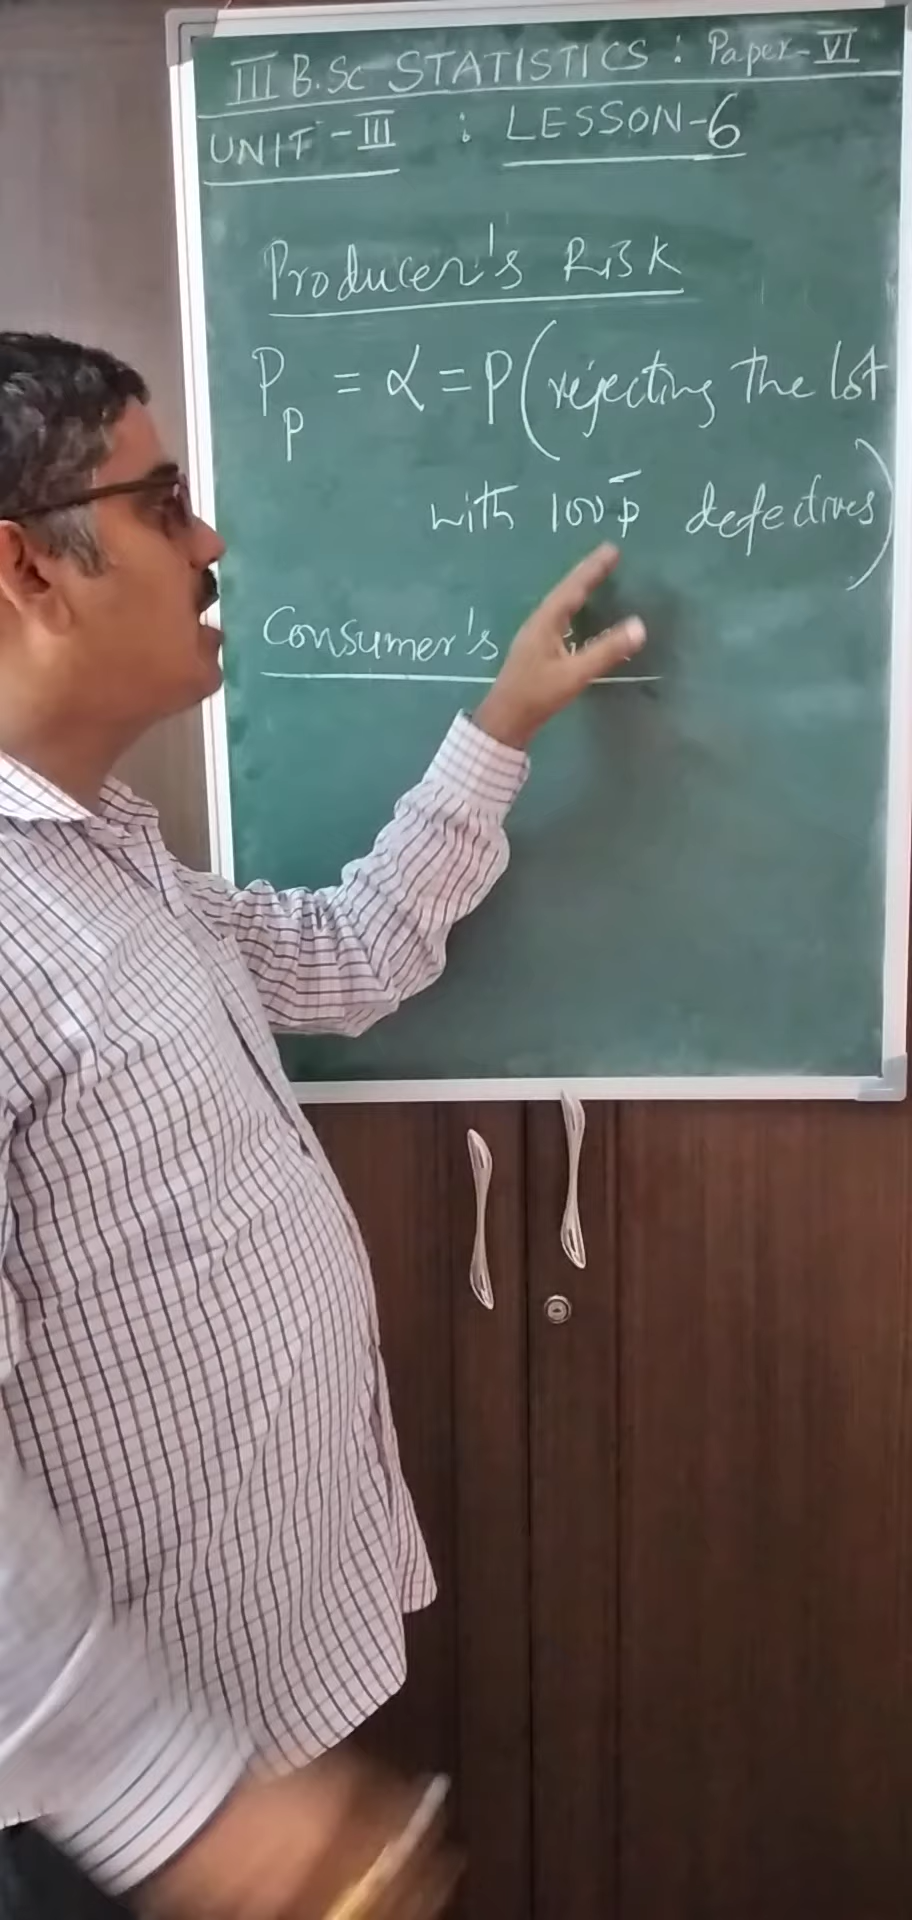 III B.Sc STATISTICS : Paper-VI
UNIT-III : LESSON-6
Producer's Risk
P_p = α = P(rejecting the lot
with 100p̄ defectives)
Consumer's